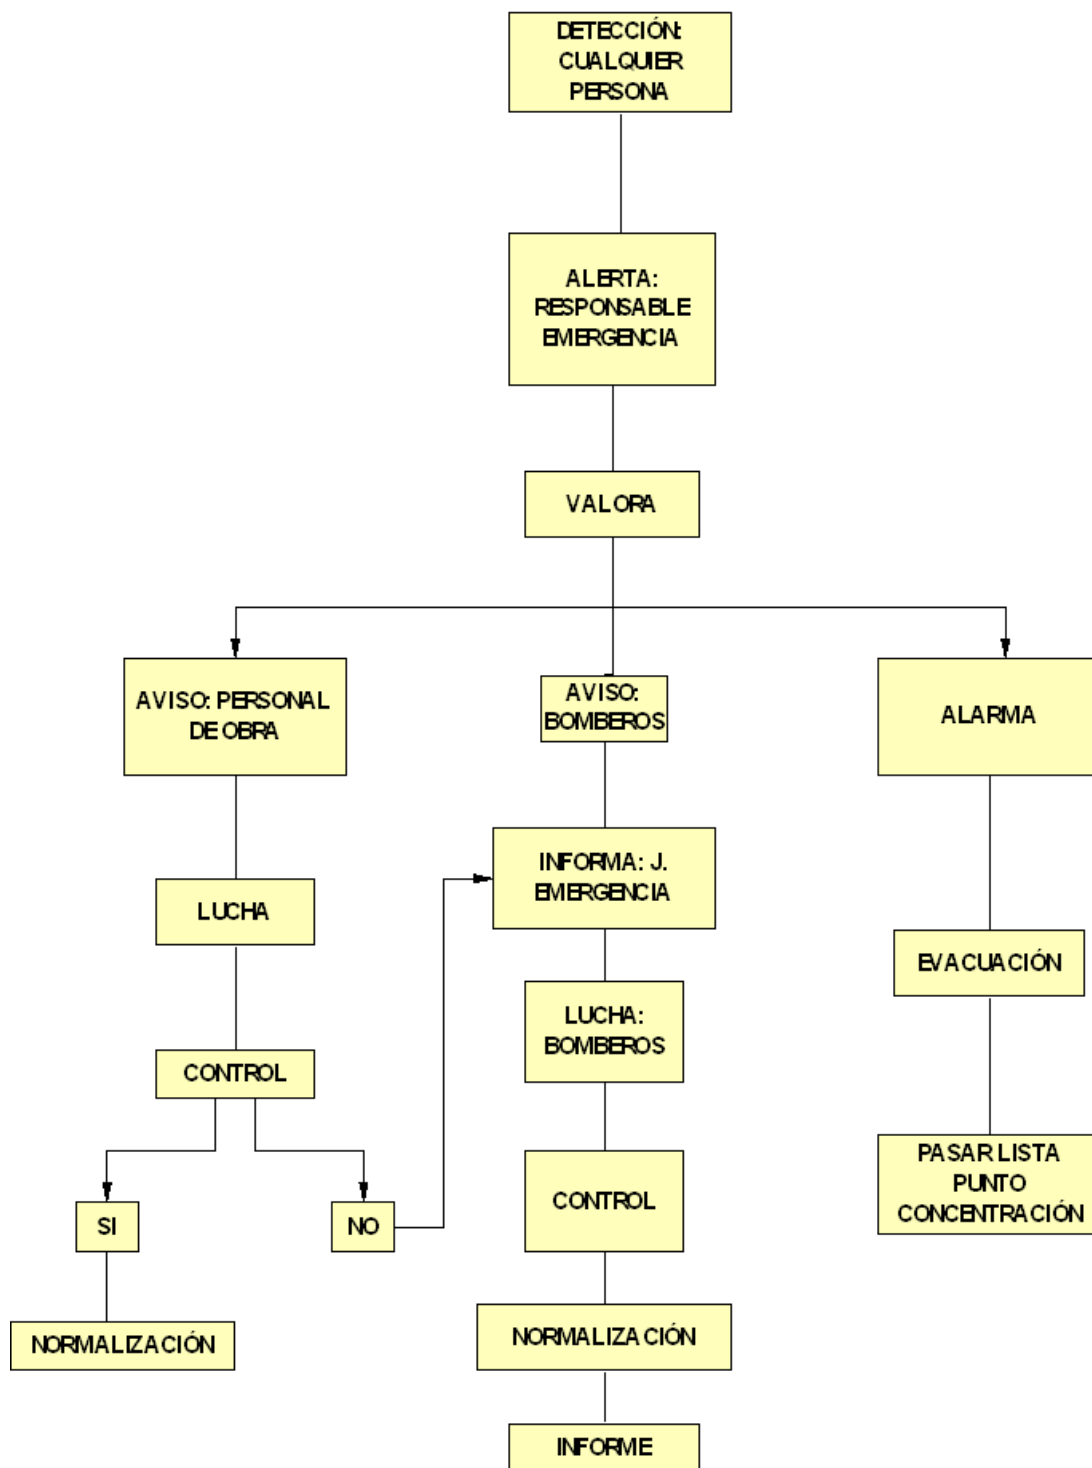 DETECCIÓN:
CUALQUIER
PERSONA
ALERTA:
RESPONSABLE
EMERGENCIA
VALORA
AVISO: PERSONAL
DE OBRA
AVISO:
BOMBEROS
ALARMA
INFORMA: J.
EMERGENCIA
LUCHA
EVACUACIÓN
LUCHA:
BOMBEROS
CONTROL
PASAR LISTA
PUNTO
CONCENTRACIÓN
CONTROL
SI
NO
NORMALIZACIÓN
NORMALIZACIÓN
INFORME